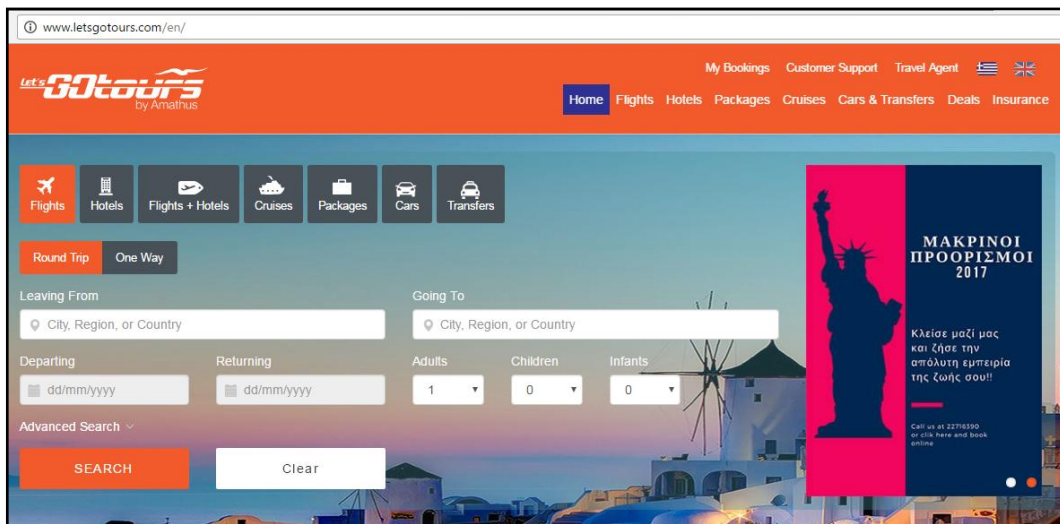 www.letsgotours.com/en/
LET'S GOtours
by Amathus
My Bookings Customer Support Travel Agent
Home Flights Hotels Packages Cruises Cars & Transfers Deals Insurance
Flights Hotels Flights + Hotels Cruises Packages Cars Transfers
Round Trip One Way
Leaving From
City, Region, or Country
Going To
City, Region, or Country
Departing Returning Adults Children Infants
dd/mm/yyyy dd/mm/yyyy 1 0 0
Advanced Search
SEARCH Clear
ΜΑΚΡΙΝΟΙ
ΠΡΟΟΡΙΣΜΟΙ
2017
Κλείσε μαζί μας
και ζήσε την
απόλυτη εμπειρία
της ζωής σου!!
Call us at 22716390
or clik here and book
online